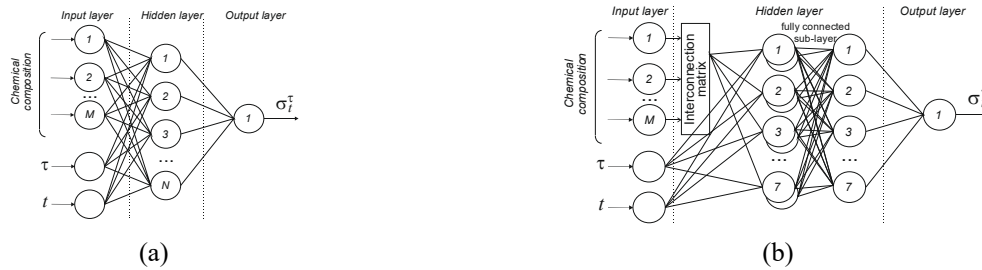 Input layer Hidden layer Output layer
Chemical
composition
1
2
...
M
τ
t
1
2
3
...
N
1
σ_t^τ
(a)
Input layer Hidden layer Output layer
fully connected
sub-layer
Chemical
composition
1
2
...
M
τ
t
Interconnection
matrix
1
2
3
...
7
1
2
3
...
7
1
(b)